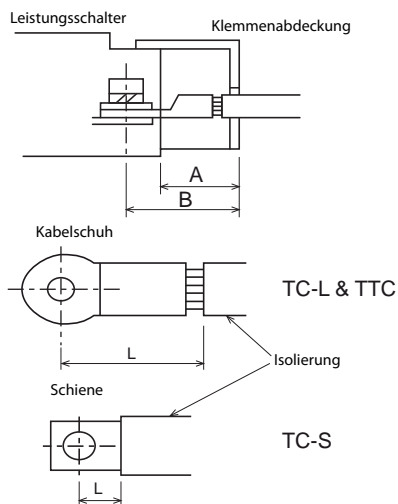 Leistungsschalter
Klemmenabdeckung
A
B
Kabelschuh
TC-L & TTC
L
Isolierung
Schiene
TC-S
L